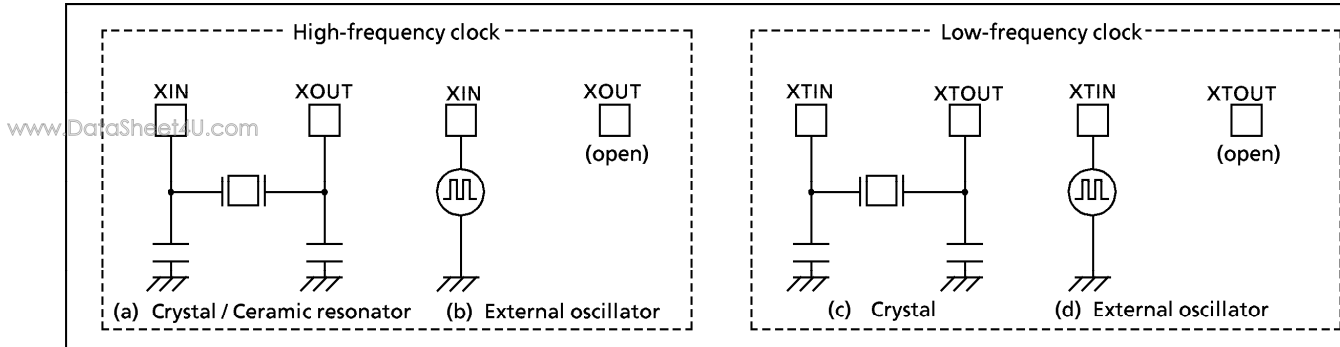 High-frequency clock
Low-frequency clock
XIN
XOUT
XIN
XOUT
XTIN
XTOUT
XTIN
XTOUT
www.DataSheet4U.com
(open)
(open)
(a) Crystal / Ceramic resonator
(b) External oscillator
(c) Crystal
(d) External oscillator